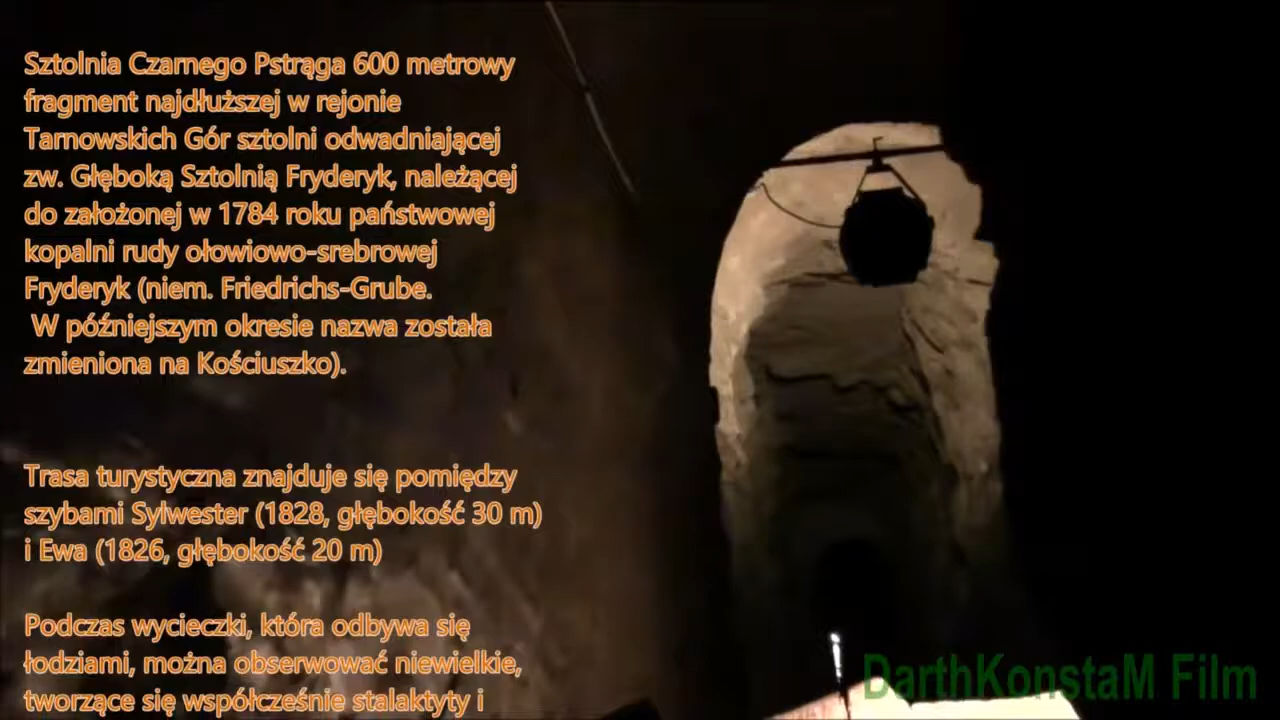 Sztolnia Czarnego Pstrąga 600 metrowy
fragment najdłuższej w rejonie
Tarnowskich Gór sztolni odwadniającej
zw. Głęboką Sztolnią Fryderyk, należącej
do założonej w 1784 roku państwowej
kopalni rudy ołowiowo-srebrowej
Fryderyk (niem. Friedrichs-Grube.
W późniejszym okresie nazwa została
zmieniona na Kościuszko).
Trasa turystyczna znajduje się pomiędzy
szybami Sylwester (1828, głębokość 30 m)
i Ewa (1826, głębokość 20 m)
Podczas wycieczki, która odbywa się
łodziami, można obserwować niewielkie,
tworzące się współcześnie stalaktyty i
DarthKonstaM Film